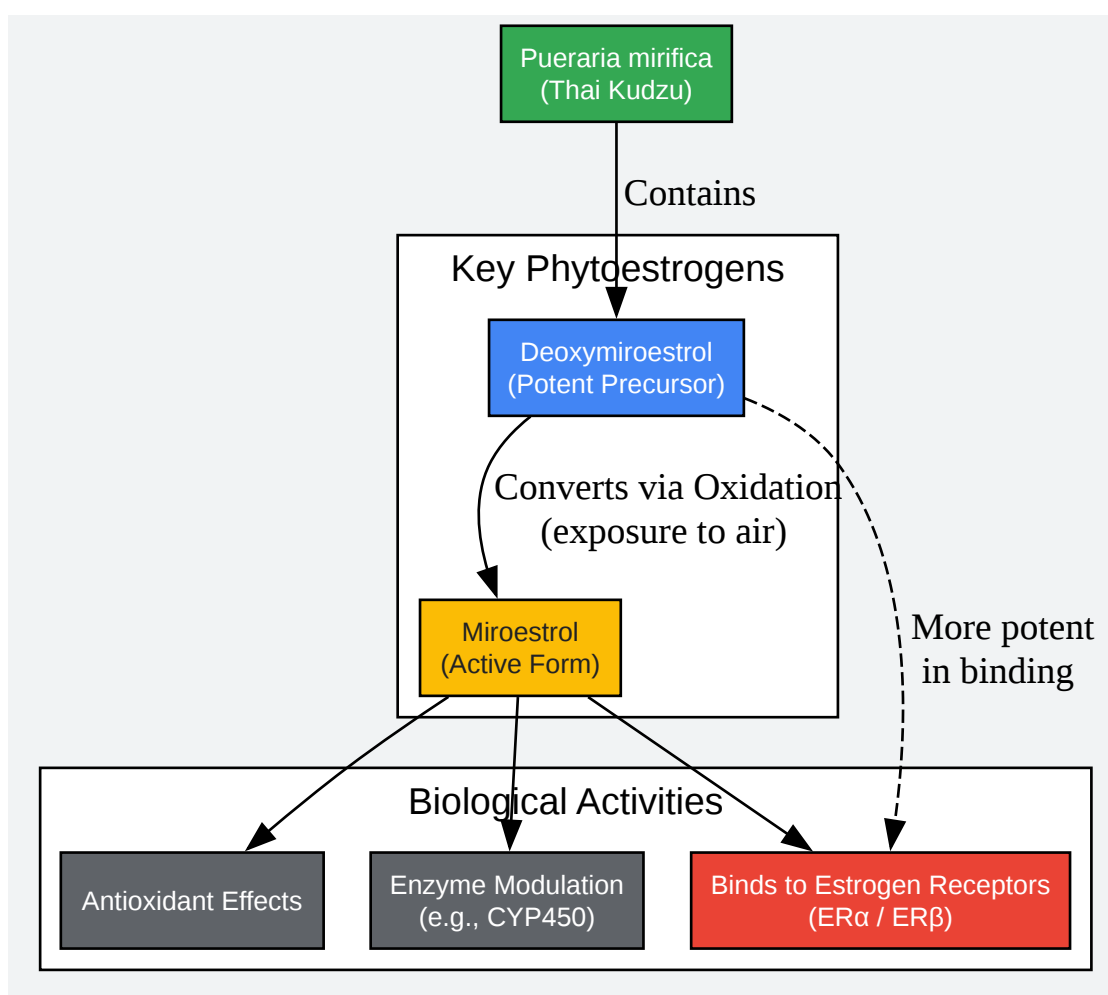 Pueraria mirifica
(Thai Kudzu)
Contains
Key Phytoestrogens
Deoxymiroestrol
(Potent Precursor)
Converts via Oxidation
(exposure to air)
Miroestrol
(Active Form)
More potent
in binding
Biological Activities
Antioxidant Effects
Enzyme Modulation
(e.g., CYP450)
Binds to Estrogen Receptors
(ERα / ERβ)